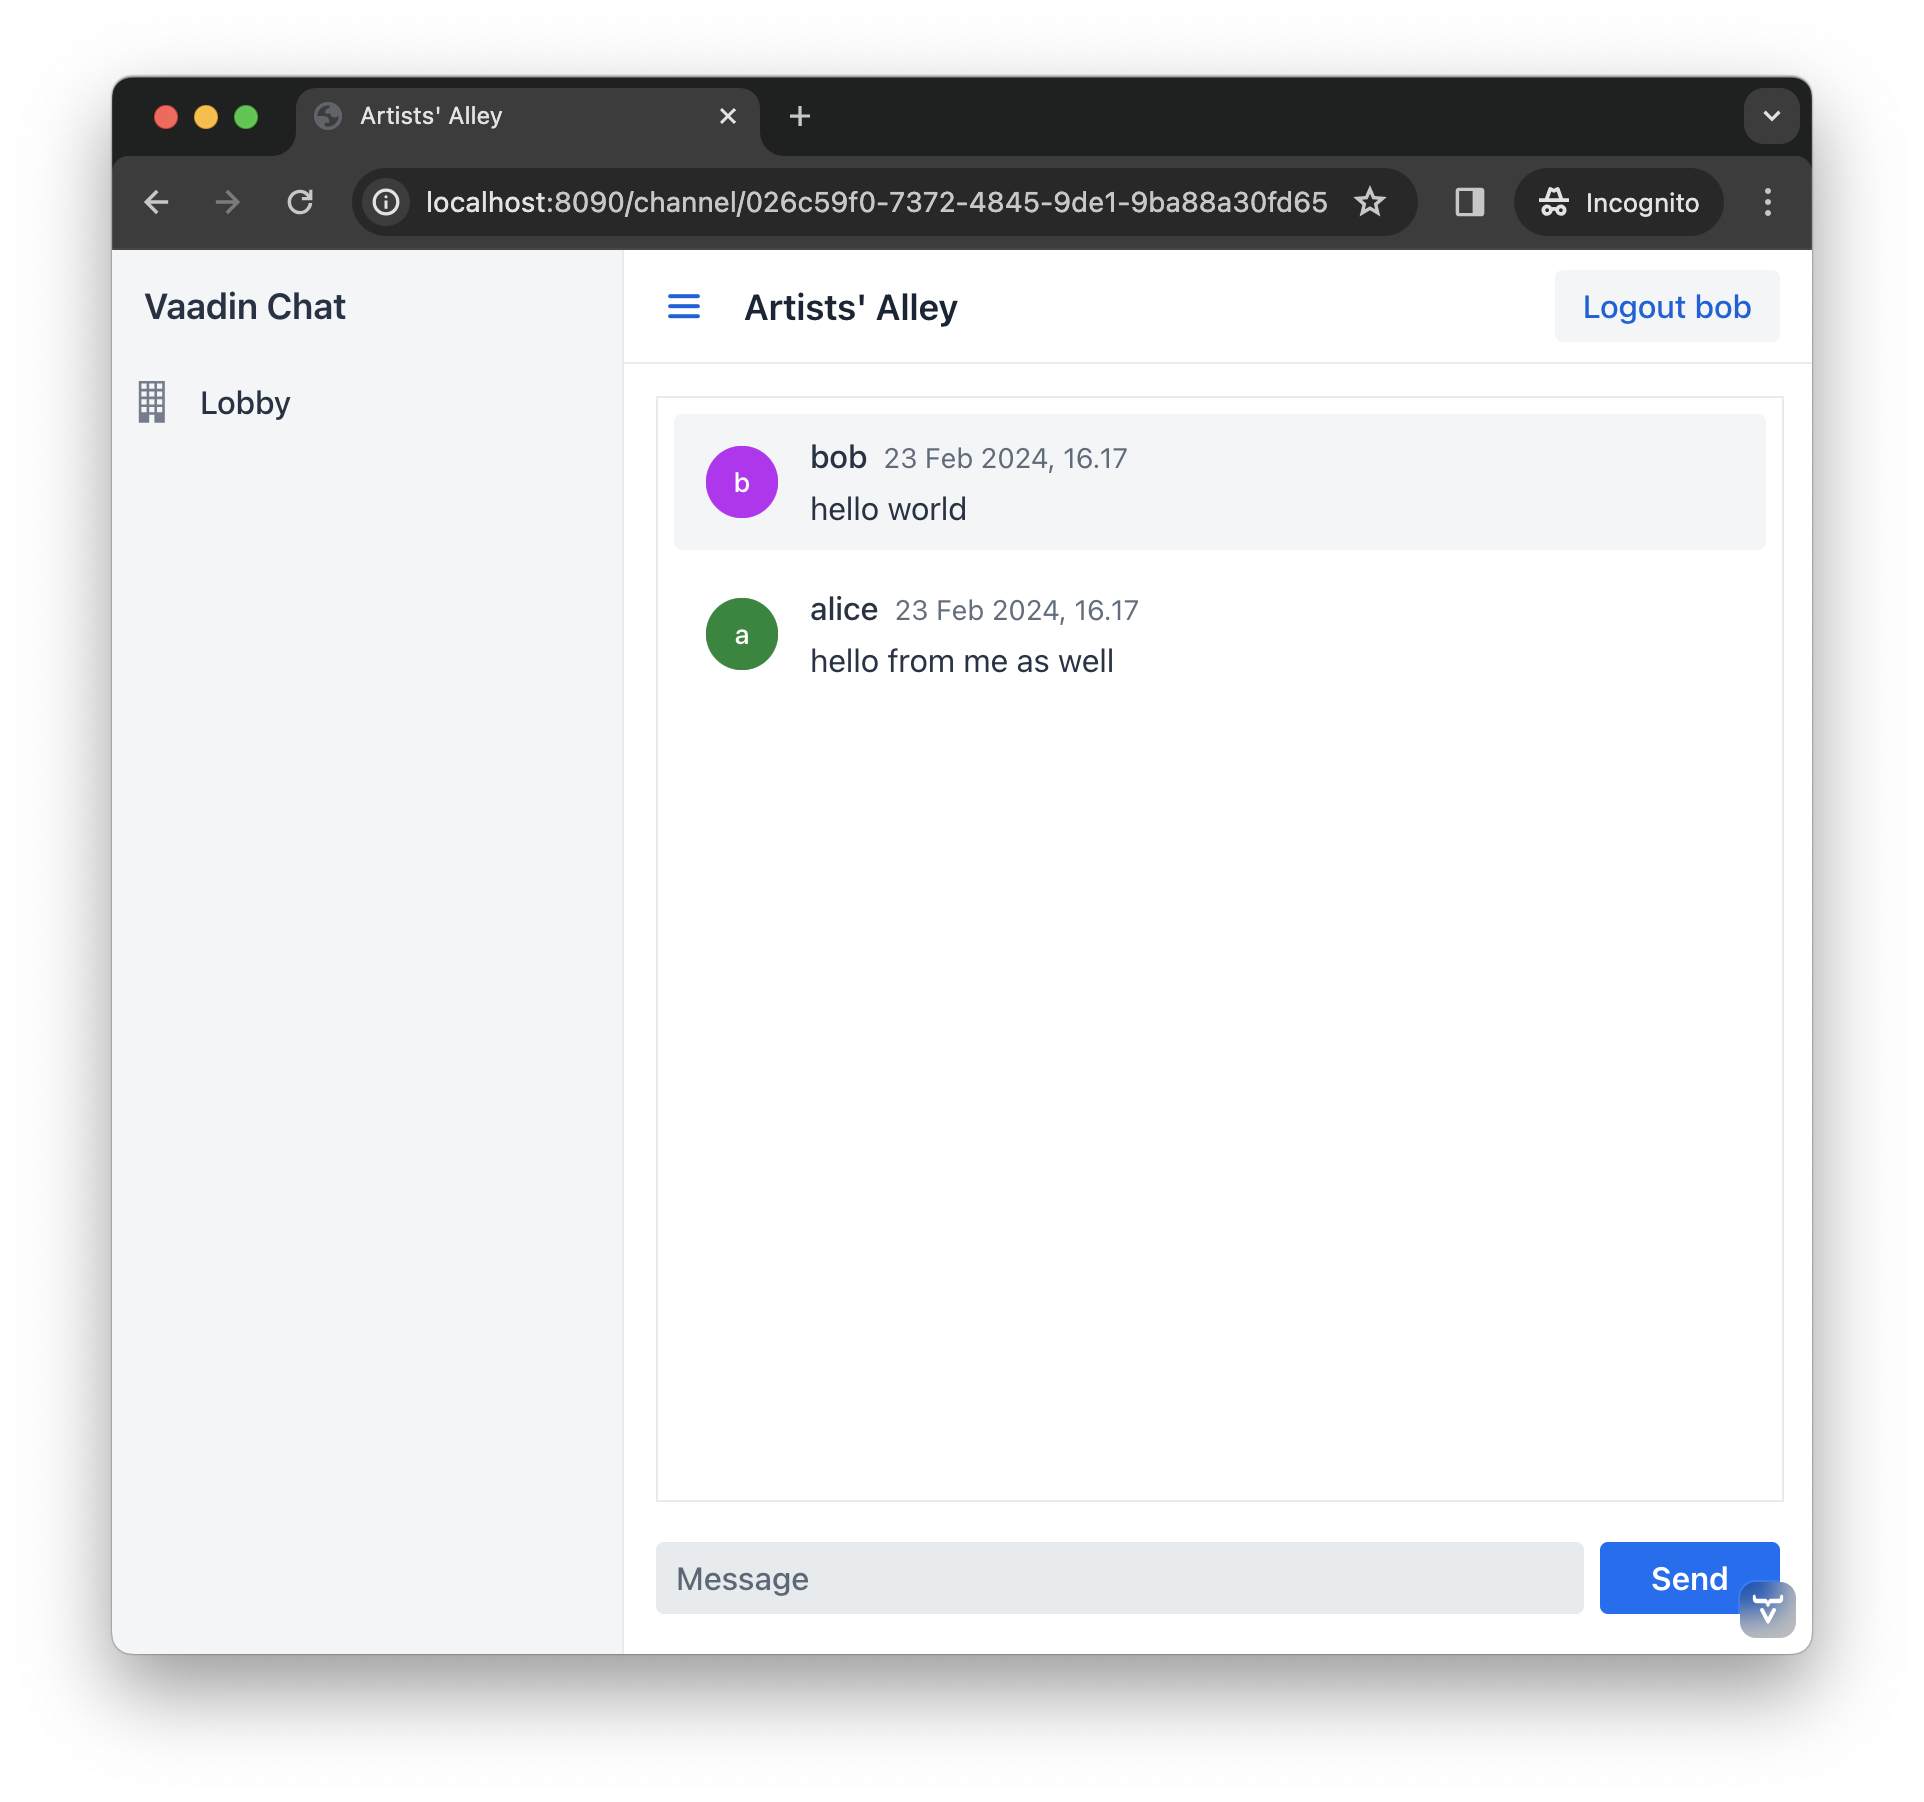 Artists' Alley
localhost:8090/channel/026c59f0-7372-4845-9de1-9ba88a30fd65
Incognito
Vaadin Chat
Artists' Alley
Logout bob
Lobby
b
bob 23 Feb 2024, 16.17
hello world
a
alice 23 Feb 2024, 16.17
hello from me as well
Message
Send